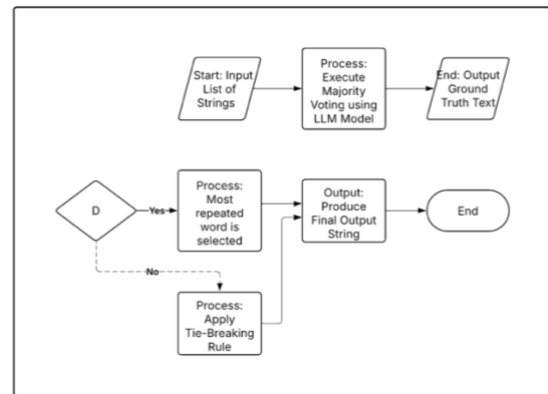 Start: Input
List of
Strings
Process:
Execute
Majority
Voting using
LLM Model
End: Output
Ground
Truth Text
D
Yes
Process:
Most
repeated
word is
selected
Output:
Produce
Final Output
String
End
No
Process:
Apply
Tie-Breaking
Rule